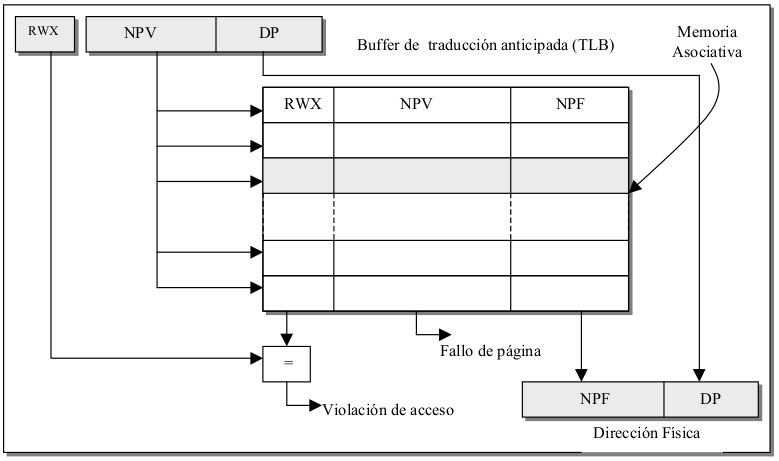 RWX
NPV
DP
Buffer de traducción anticipada (TLB)
Memoria
Asociativa
RWX
NPV
NPF
Fallo de página
=
Violación de acceso
NPF
DP
Dirección Física